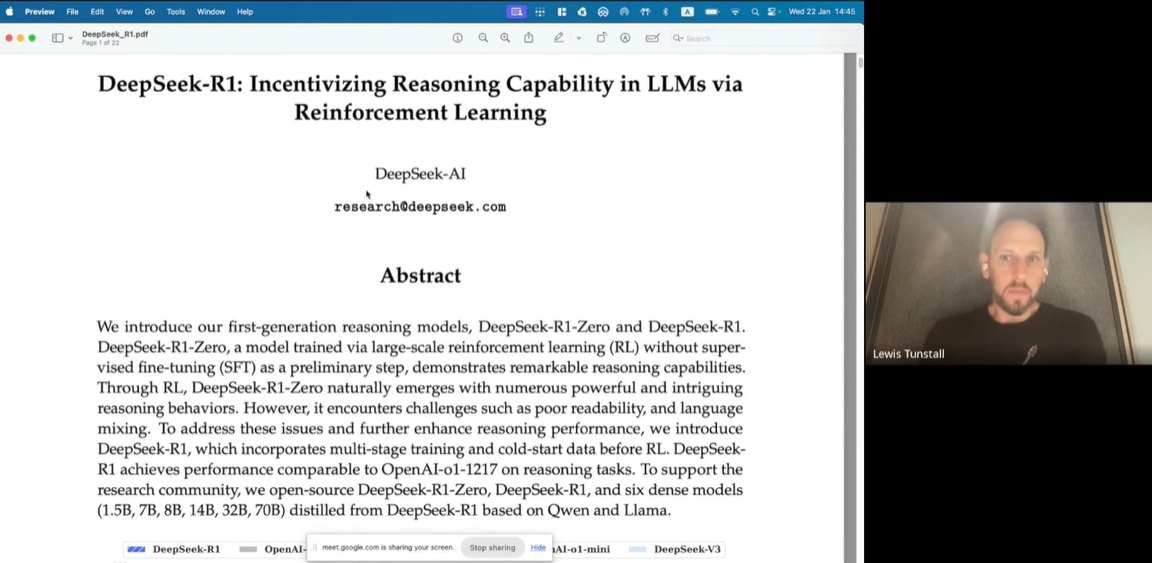 Preview File Edit View Go Tools Window Help
A
Wed 22 Jan 14:45
DeepSeek_R1.pdf
Page 1 of 22
Search
DeepSeek-R1: Incentivizing Reasoning Capability in LLMs via
Reinforcement Learning
DeepSeek-AI
research@deepseek.com
Abstract
We introduce our first-generation reasoning models, DeepSeek-R1-Zero and DeepSeek-R1.
DeepSeek-R1-Zero, a model trained via large-scale reinforcement learning (RL) without super-
vised fine-tuning (SFT) as a preliminary step, demonstrates remarkable reasoning capabilities.
Through RL, DeepSeek-R1-Zero naturally emerges with numerous powerful and intriguing
reasoning behaviors. However, it encounters challenges such as poor readability, and language
mixing. To address these issues and further enhance reasoning performance, we introduce
DeepSeek-R1, which incorporates multi-stage training and cold-start data before RL. DeepSeek-
R1 achieves performance comparable to OpenAI-o1-1217 on reasoning tasks. To support the
research community, we open-source DeepSeek-R1-Zero, DeepSeek-R1, and six dense models
(1.5B, 7B, 8B, 14B, 32B, 70B) distilled from DeepSeek-R1 based on Qwen and Llama.
DeepSeek-R1 OpenAI- AI-o1-mini DeepSeek-V3
meet.google.com is sharing your screen. Stop sharing Hide
Lewis Tunstall